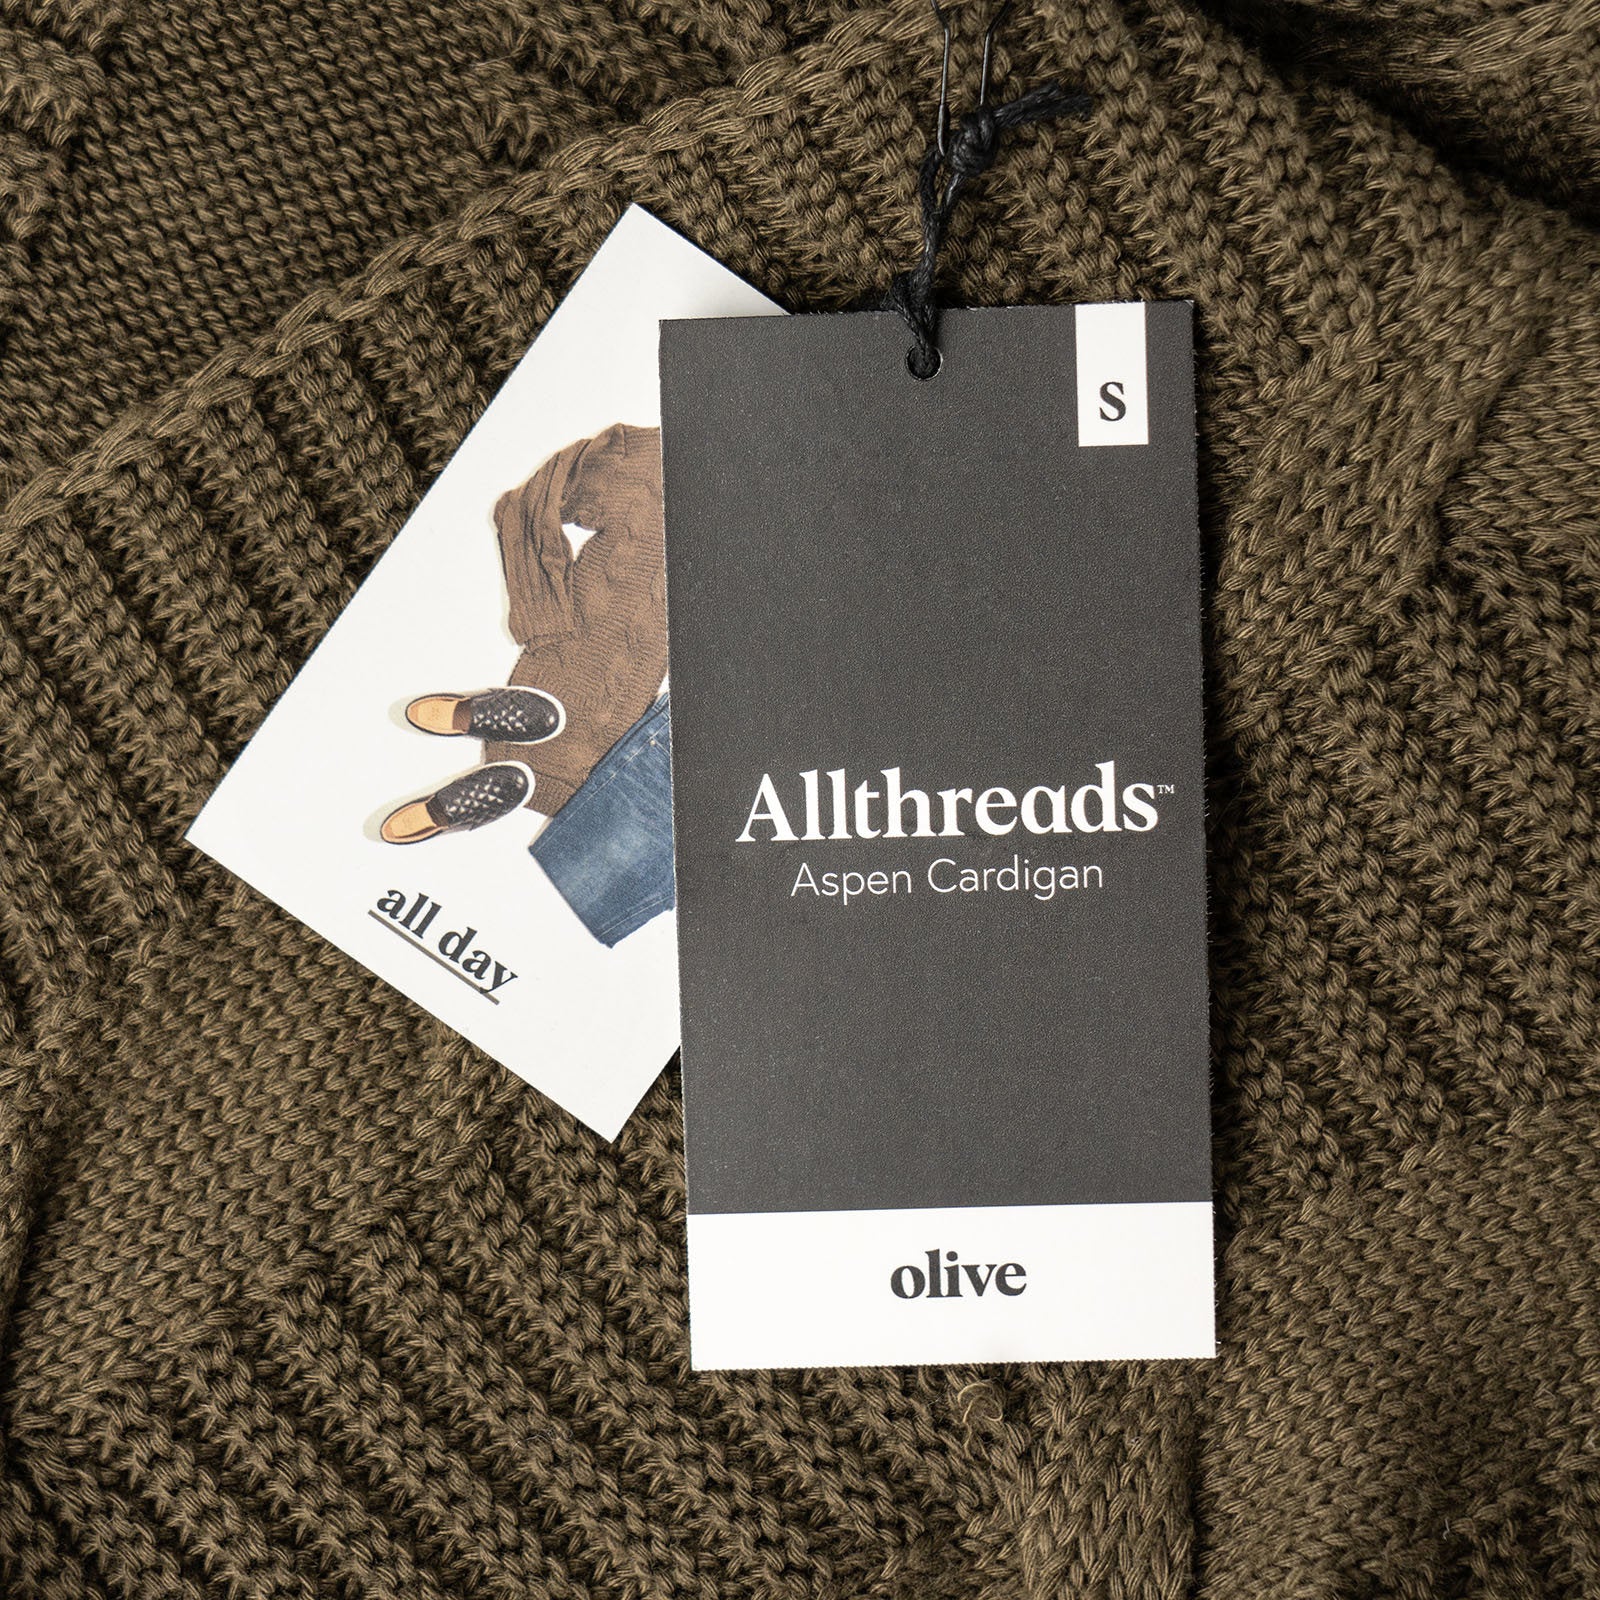 S
Allthreads™
Aspen Cardigan
olive
all day